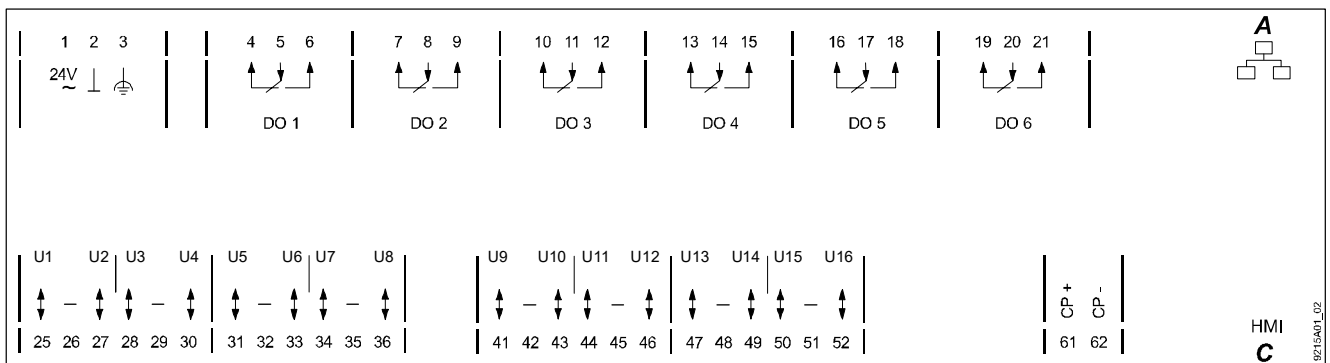 1 2 3 4 5 6 7 8 9 10 11 12 13 14 15 16 17 18 19 20 21 A
24V
~
DO 1 DO 2 DO 3 DO 4 DO 5 DO 6
U1 U2 U3 U4 U5 U6 U7 U8 U9 U10 U11 U12 U13 U14 U15 U16
CP+ CP-
25 26 27 28 29 30 31 32 33 34 35 36 41 42 43 44 45 46 47 48 49 50 51 52 61 62
HMI
C
9215A01_02